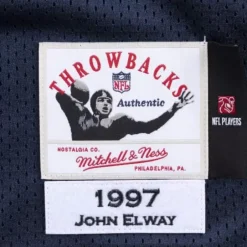 THROWBACKS
NFL
Authentic
NOSTALGIA CO.
Mitchell & Ness
PHILADELPHIA, PA.
NFL PLAYERS
1997
JOHN ELWAY